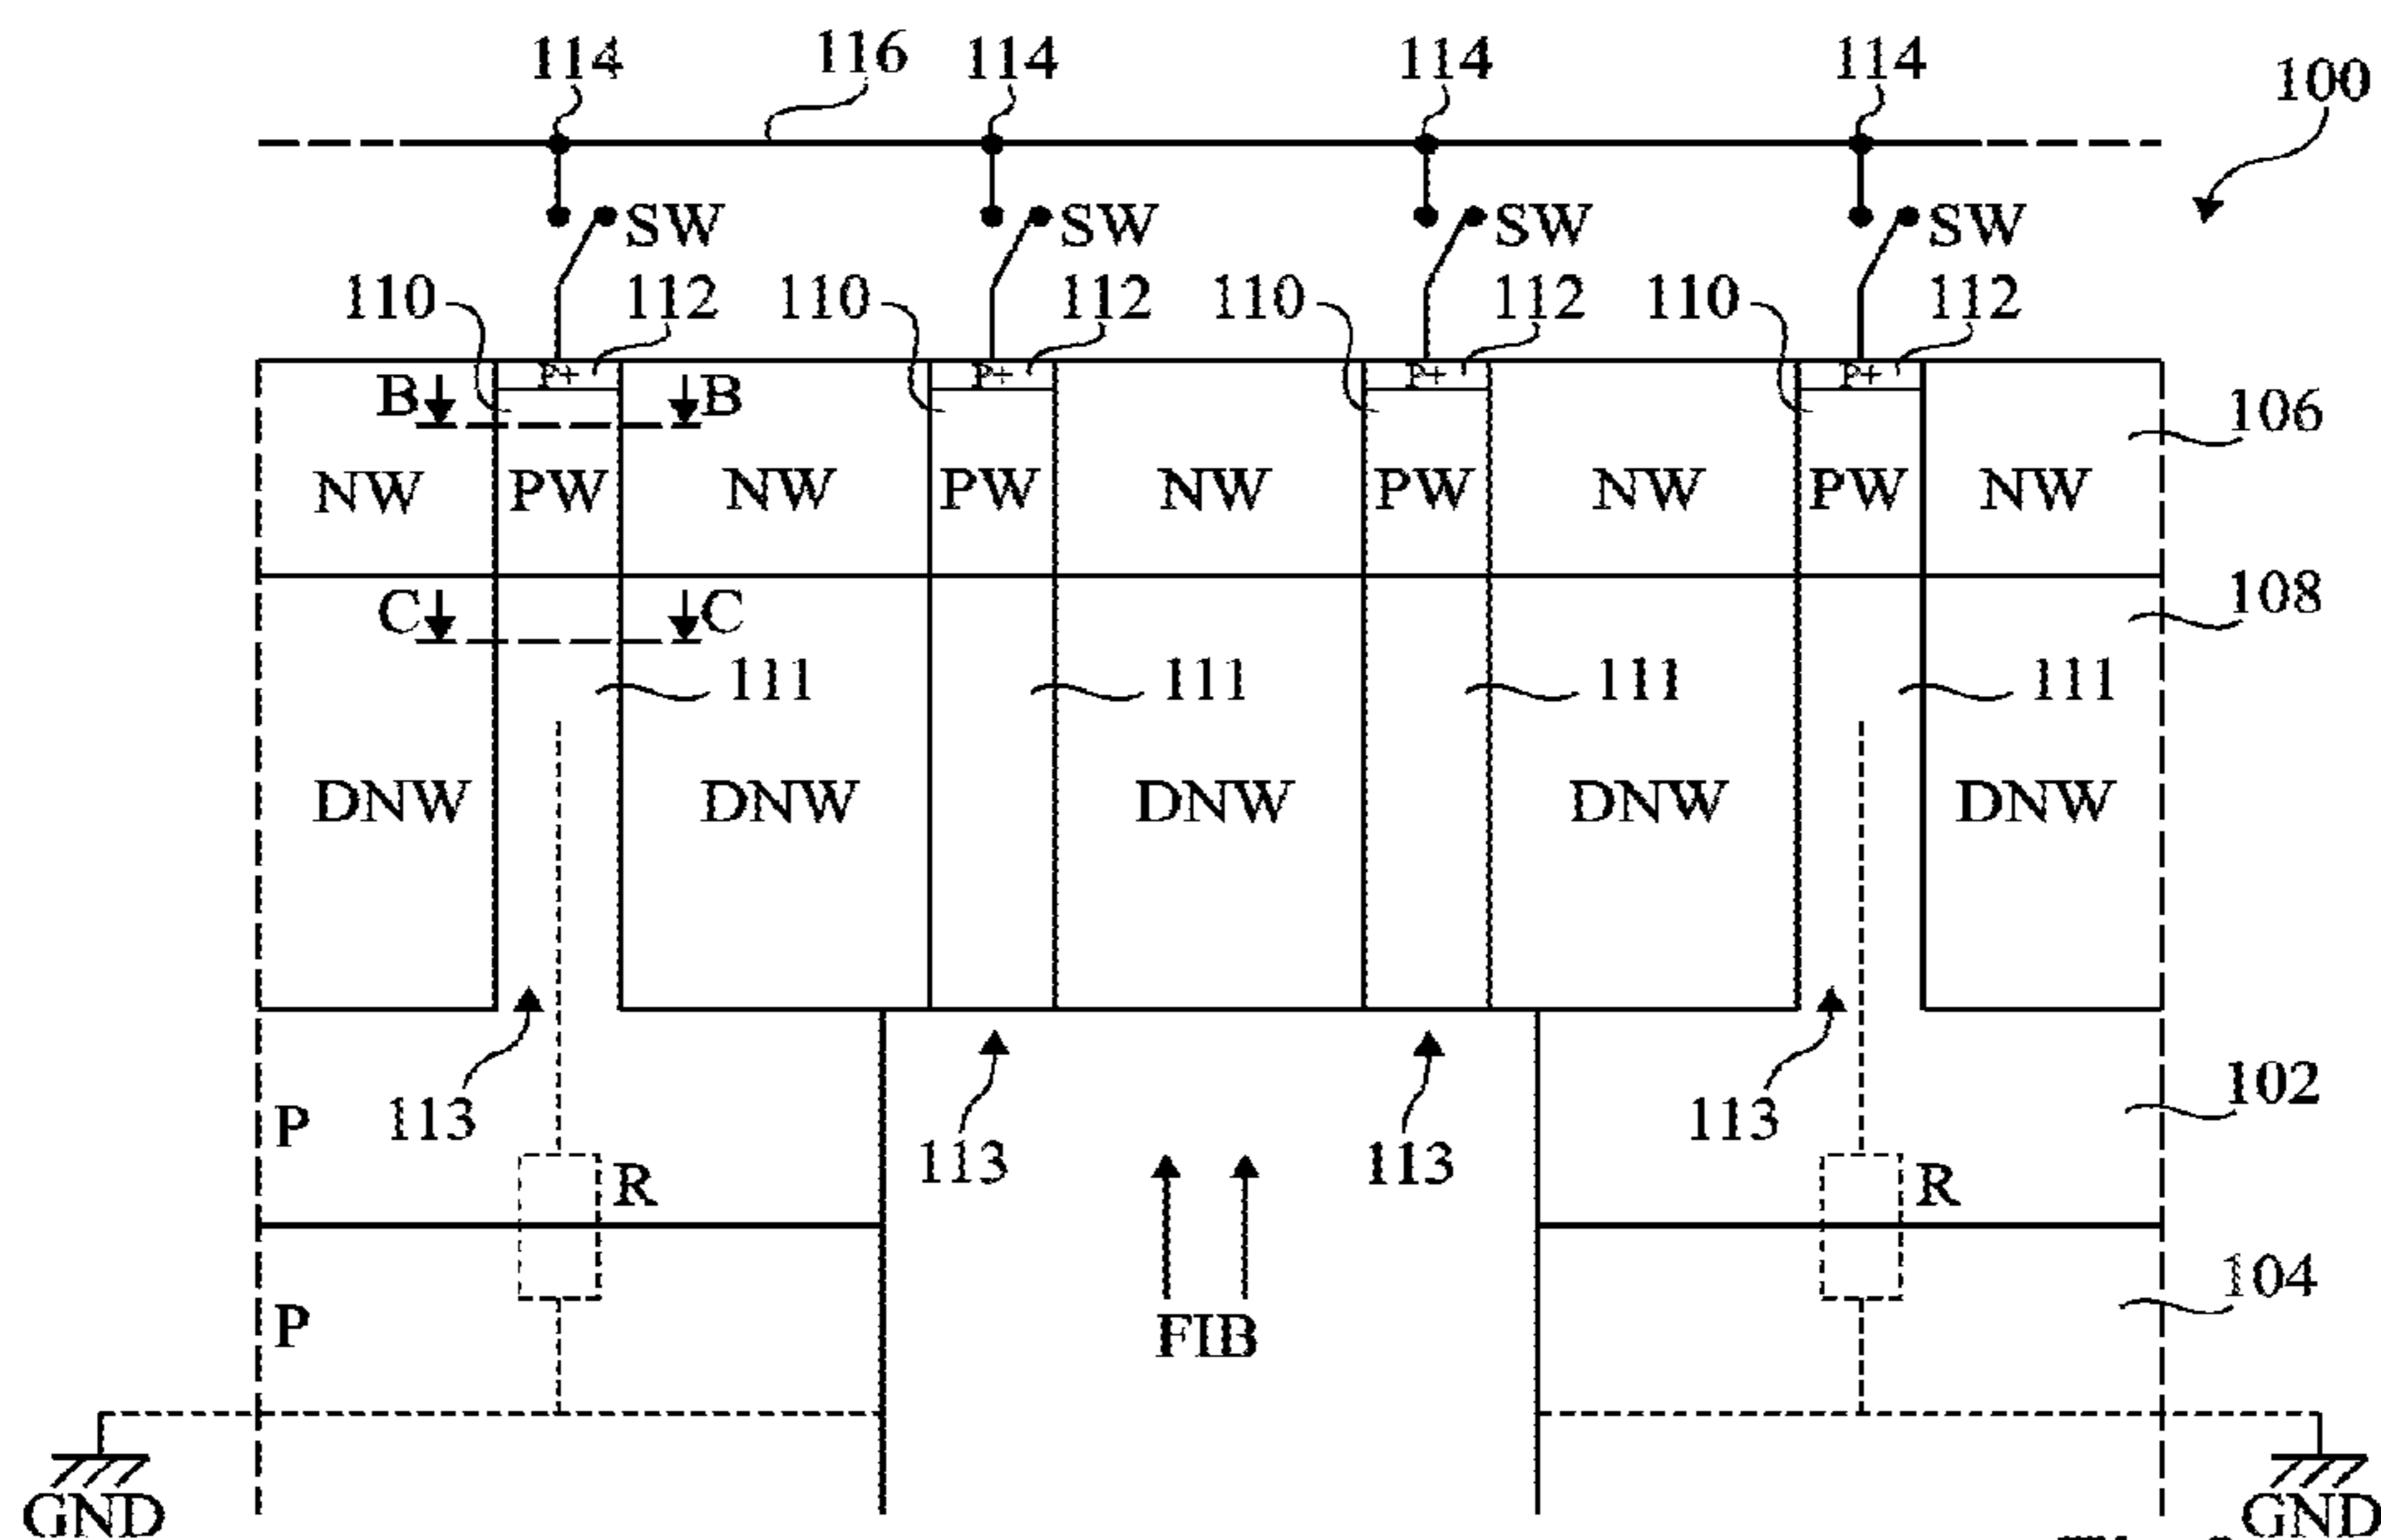 114 116 114 114 114 100
SW SW SW SW
110 112 110 112 110 112 110 112
P+ P+ P+ P+
B B 106
NW PW NW PW NW PW NW PW NW
C C 108
111 111 111 111
DNW DNW DNW DNW DNW
102
P 113 113 113 113
R R
104
P FIB
GND GND